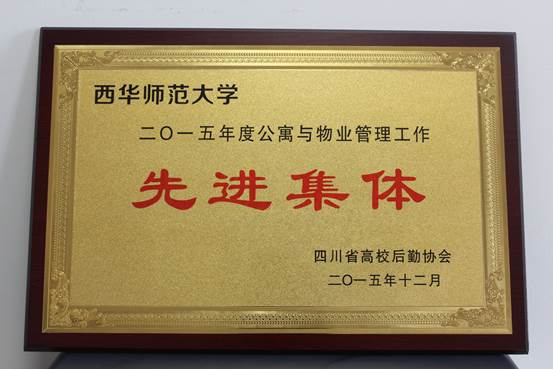 西华师范大学
二〇一五年度公寓与物业管理工作
先进集体
四川省高校后勤协会
二〇一五年十二月